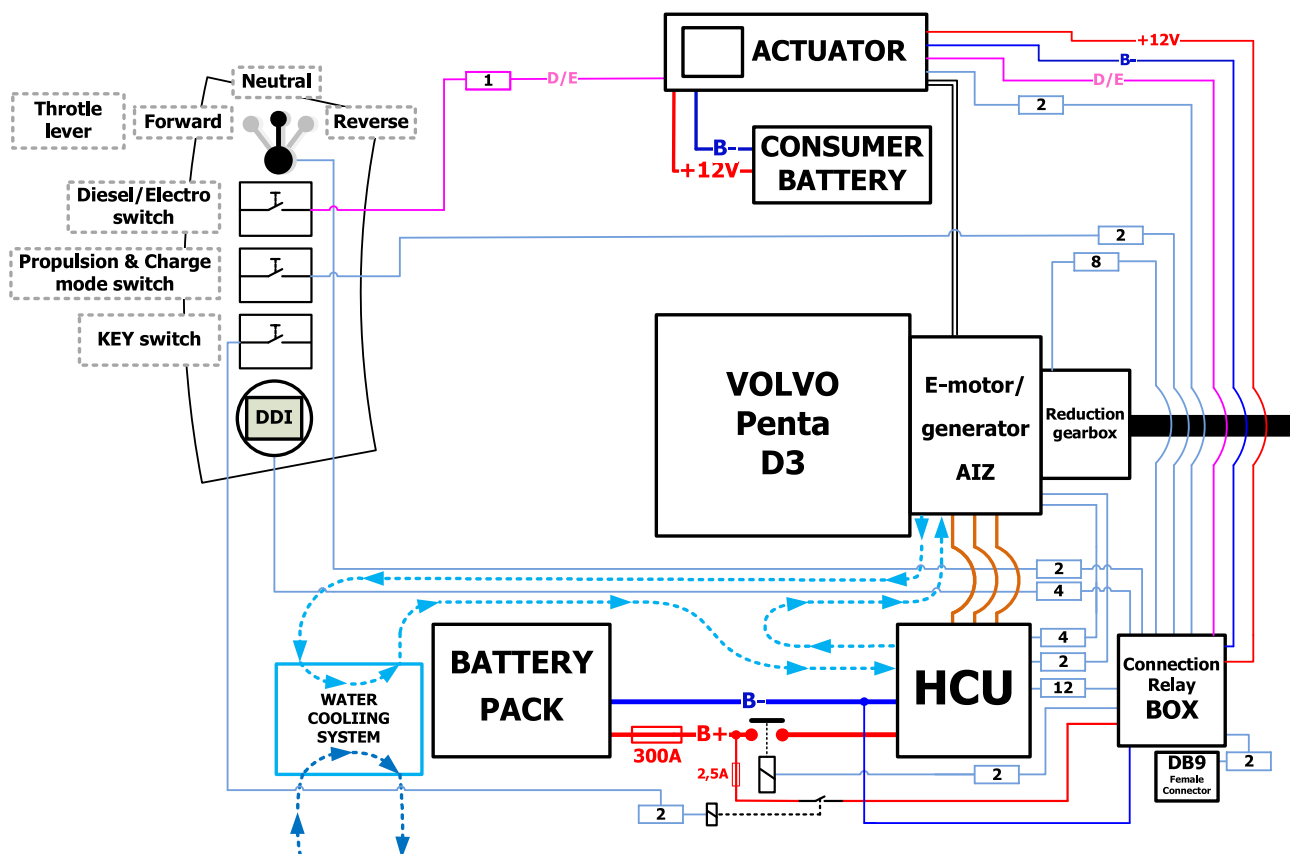 ACTUATOR
+12V
B-
D/E
2
1
D/E
Neutral
Throtle
lever
Forward
Reverse
B-
+12V
CONSUMER
BATTERY
Diesel/Electro
switch
2
Propulsion & Charge
mode switch
8
KEY switch
DDI
VOLVO
Penta
D3
E-motor/
generator
AIZ
Reduction
gearbox
2
4
BATTERY
PACK
HCU
4
2
12
Connection
Relay
BOX
WATER
COOLIING
SYSTEM
B-
B+
300A
2,5A
2
DB9
Female
Connector
2
2